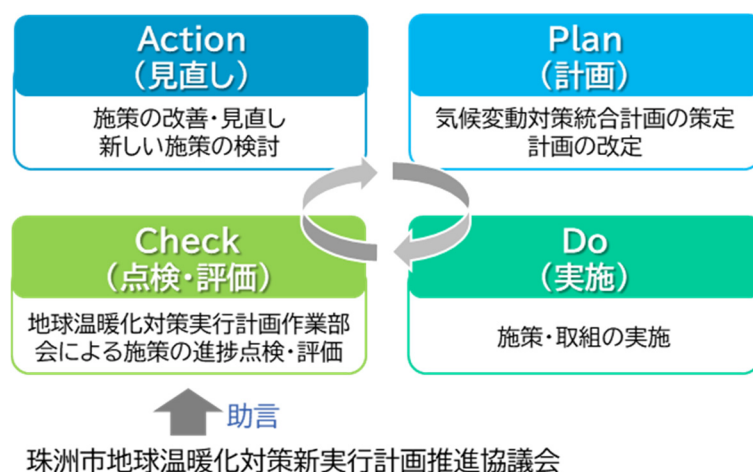 Action
(見直し)
施策の改善・見直し
新しい施策の検討
Plan
(計画)
気候変動対策統合計画の策定
計画の改定
Check
(点検・評価)
地球温暖化対策実行計画作業部
会による施策の進捗点検・評価
Do
(実施)
施策・取組の実施
助言
珠洲市地球温暖化対策新実行計画推進協議会